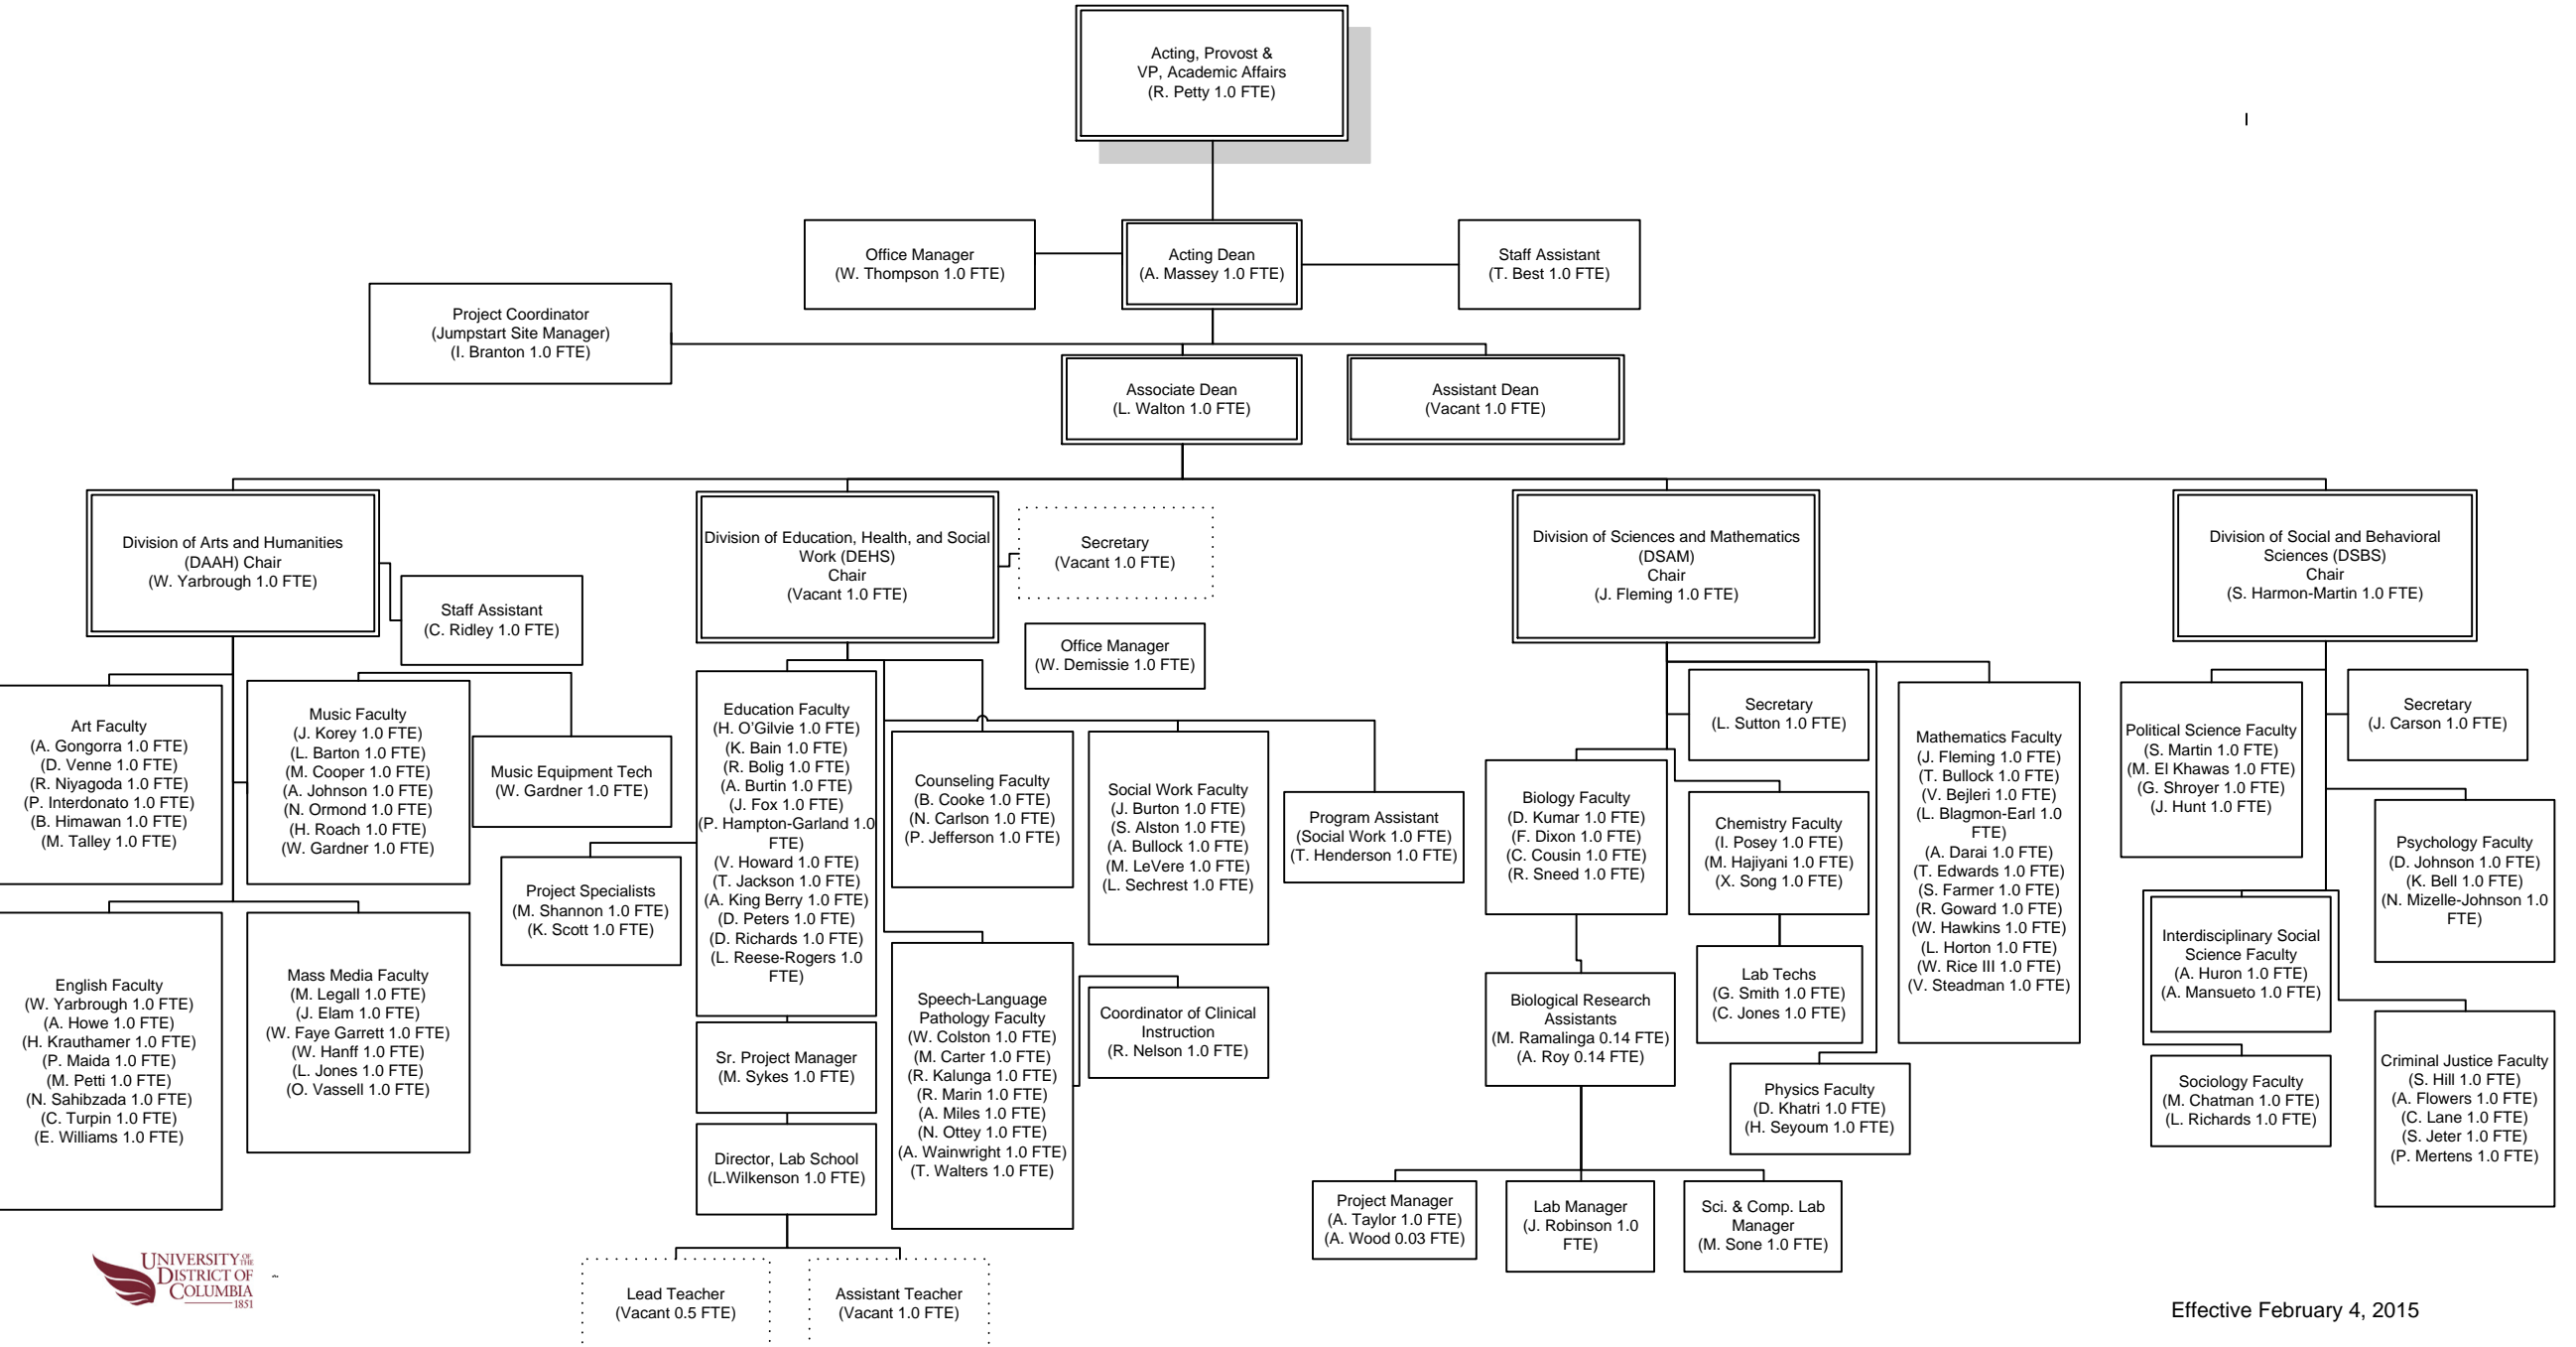 Acting, Provost &
VP, Academic Affairs
(R. Petty 1.0 FTE)
Office Manager
(W. Thompson 1.0 FTE)
Acting Dean
(A. Massey 1.0 FTE)
Staff Assistant
(T. Best 1.0 FTE)
Project Coordinator
(Jumpstart Site Manager)
(I. Branton 1.0 FTE)
Associate Dean
(L. Walton 1.0 FTE)
Assistant Dean
(Vacant 1.0 FTE)
Division of Arts and Humanities
(DAAH) Chair
(W. Yarbrough 1.0 FTE)
Staff Assistant
(C. Ridley 1.0 FTE)
Division of Education, Health, and Social
Work (DEHS)
Chair
(Vacant 1.0 FTE)
Secretary
(Vacant 1.0 FTE)
Office Manager
(W. Demissie 1.0 FTE)
Division of Sciences and Mathematics
(DSAM)
Chair
(J. Fleming 1.0 FTE)
Division of Social and Behavioral
Sciences (DSBS)
Chair
(S. Harmon-Martin 1.0 FTE)
Art Faculty
(A. Gongorra 1.0 FTE)
(D. Venne 1.0 FTE)
(R. Niyagoda 1.0 FTE)
(P. Interdonato 1.0 FTE)
(B. Himawan 1.0 FTE)
(M. Talley 1.0 FTE)
Music Faculty
(J. Korey 1.0 FTE)
(L. Barton 1.0 FTE)
(M. Cooper 1.0 FTE)
(A. Johnson 1.0 FTE)
(N. Ormond 1.0 FTE)
(H. Roach 1.0 FTE)
(W. Gardner 1.0 FTE)
Music Equipment Tech
(W. Gardner 1.0 FTE)
English Faculty
(W. Yarbrough 1.0 FTE)
(A. Howe 1.0 FTE)
(H. Krauthamer 1.0 FTE)
(P. Maida 1.0 FTE)
(M. Petti 1.0 FTE)
(N. Sahibzada 1.0 FTE)
(C. Turpin 1.0 FTE)
(E. Williams 1.0 FTE)
Mass Media Faculty
(M. Legall 1.0 FTE)
(J. Elam 1.0 FTE)
(W. Faye Garrett 1.0 FTE)
(W. Hanff 1.0 FTE)
(L. Jones 1.0 FTE)
(O. Vassell 1.0 FTE)
Education Faculty
(H. O'Gilvie 1.0 FTE)
(K. Bain 1.0 FTE)
(R. Bolig 1.0 FTE)
(A. Burtin 1.0 FTE)
(J. Fox 1.0 FTE)
(P. Hampton-Garland 1.0
FTE)
(V. Howard 1.0 FTE)
(T. Jackson 1.0 FTE)
(A. King Berry 1.0 FTE)
(D. Peters 1.0 FTE)
(D. Richards 1.0 FTE)
(L. Reese-Rogers 1.0
FTE)
Project Specialists
(M. Shannon 1.0 FTE)
(K. Scott 1.0 FTE)
Sr. Project Manager
(M. Sykes 1.0 FTE)
Director, Lab School
(L.Wilkenson 1.0 FTE)
Lead Teacher
(Vacant 0.5 FTE)
Assistant Teacher
(Vacant 1.0 FTE)
Counseling Faculty
(B. Cooke 1.0 FTE)
(N. Carlson 1.0 FTE)
(P. Jefferson 1.0 FTE)
Social Work Faculty
(J. Burton 1.0 FTE)
(S. Alston 1.0 FTE)
(A. Bullock 1.0 FTE)
(M. LeVere 1.0 FTE)
(L. Sechrest 1.0 FTE)
Program Assistant
(Social Work 1.0 FTE)
(T. Henderson 1.0 FTE)
Speech-Language
Pathology Faculty
(W. Colston 1.0 FTE)
(M. Carter 1.0 FTE)
(R. Kalunga 1.0 FTE)
(R. Marin 1.0 FTE)
(A. Miles 1.0 FTE)
(N. Ottey 1.0 FTE)
(A. Wainwright 1.0 FTE)
(T. Walters 1.0 FTE)
Coordinator of Clinical
Instruction
(R. Nelson 1.0 FTE)
Secretary
(L. Sutton 1.0 FTE)
Biology Faculty
(D. Kumar 1.0 FTE)
(F. Dixon 1.0 FTE)
(C. Cousin 1.0 FTE)
(R. Sneed 1.0 FTE)
Chemistry Faculty
(I. Posey 1.0 FTE)
(M. Hajiyani 1.0 FTE)
(X. Song 1.0 FTE)
Mathematics Faculty
(J. Fleming 1.0 FTE)
(T. Bullock 1.0 FTE)
(V. Bejleri 1.0 FTE)
(L. Blagmon-Earl 1.0
FTE)
(A. Darai 1.0 FTE)
(T. Edwards 1.0 FTE)
(S. Farmer 1.0 FTE)
(R. Goward 1.0 FTE)
(W. Hawkins 1.0 FTE)
(L. Horton 1.0 FTE)
(W. Rice III 1.0 FTE)
(V. Steadman 1.0 FTE)
Biological Research
Assistants
(M. Ramalinga 0.14 FTE)
(A. Roy 0.14 FTE)
Lab Techs
(G. Smith 1.0 FTE)
(C. Jones 1.0 FTE)
Physics Faculty
(D. Khatri 1.0 FTE)
(H. Seyoum 1.0 FTE)
Project Manager
(A. Taylor 1.0 FTE)
(A. Wood 0.03 FTE)
Lab Manager
(J. Robinson 1.0
FTE)
Sci. & Comp. Lab
Manager
(M. Sone 1.0 FTE)
Political Science Faculty
(S. Martin 1.0 FTE)
(M. El Khawas 1.0 FTE)
(G. Shroyer 1.0 FTE)
(J. Hunt 1.0 FTE)
Secretary
(J. Carson 1.0 FTE)
Psychology Faculty
(D. Johnson 1.0 FTE)
(K. Bell 1.0 FTE)
(N. Mizelle-Johnson 1.0
FTE)
Interdisciplinary Social
Science Faculty
(A. Huron 1.0 FTE)
(A. Mansueto 1.0 FTE)
Sociology Faculty
(M. Chatman 1.0 FTE)
(L. Richards 1.0 FTE)
Criminal Justice Faculty
(S. Hill 1.0 FTE)
(A. Flowers 1.0 FTE)
(C. Lane 1.0 FTE)
(S. Jeter 1.0 FTE)
(P. Mertens 1.0 FTE)
UNIVERSITY OF THE
DISTRICT OF
COLUMBIA
1851
Effective February 4, 2015